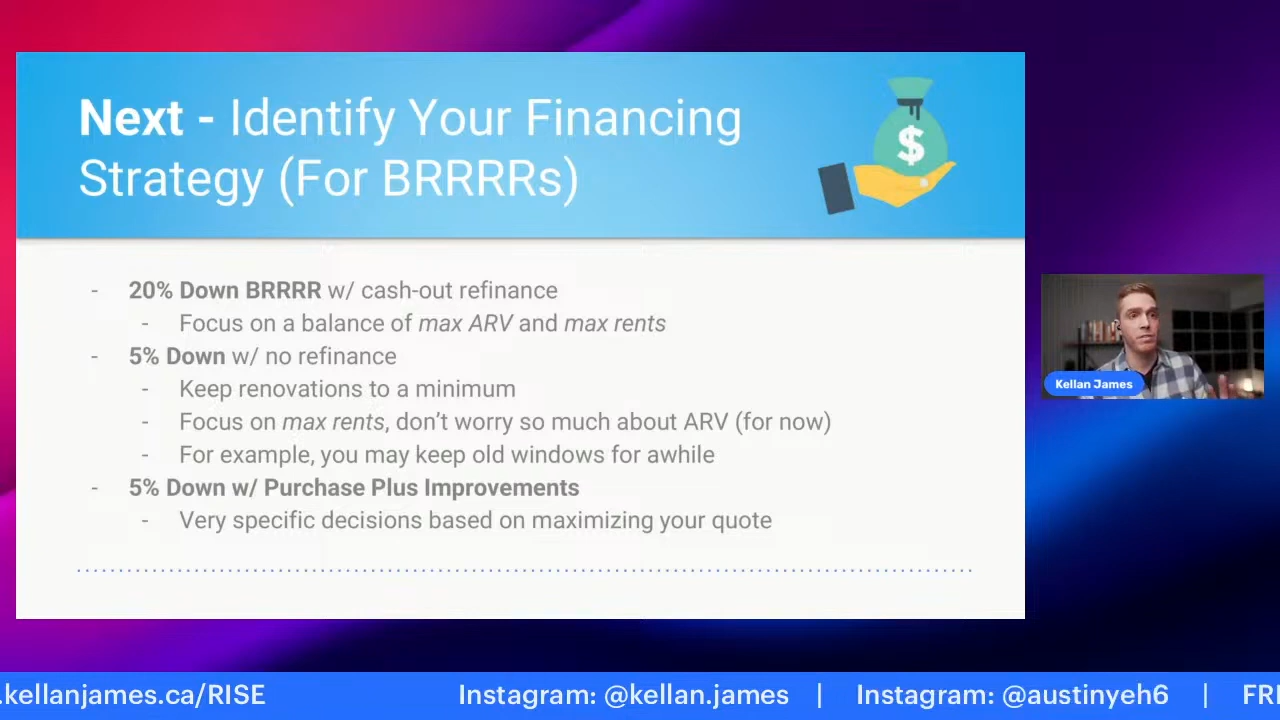 Next - Identify Your Financing
Strategy (For BRRRRs)
$
- 20% Down BRRRR w/ cash-out refinance
- Focus on a balance of max ARV and max rents
- 5% Down w/ no refinance
- Keep renovations to a minimum
- Focus on max rents, don’t worry so much about ARV (for now)
- For example, you may keep old windows for awhile
- 5% Down w/ Purchase Plus Improvements
- Very specific decisions based on maximizing your quote
Kellan James
.kellanjames.ca/RISE Instagram: @kellan.james | Instagram: @austinyeh6 |